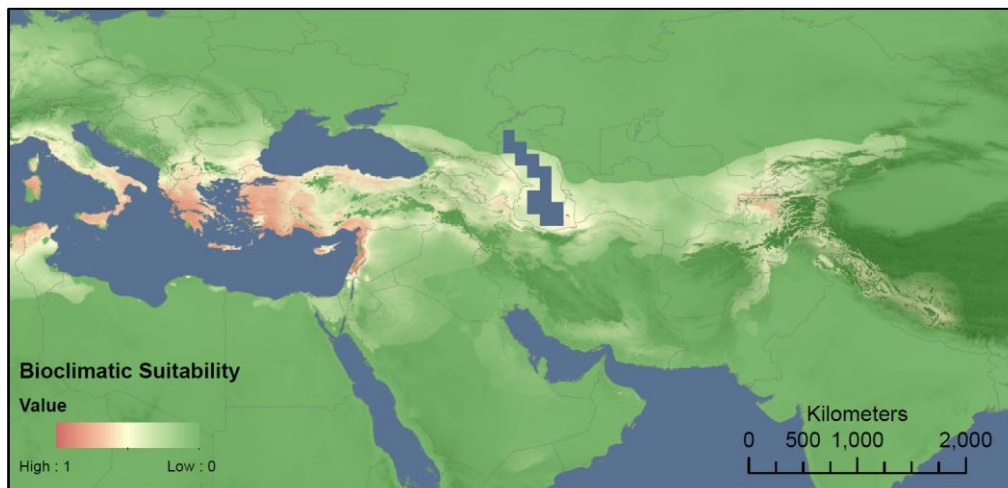 Bioclimatic Suitability
Value
High : 1 Low : 0
Kilometers
0 500 1,000 2,000